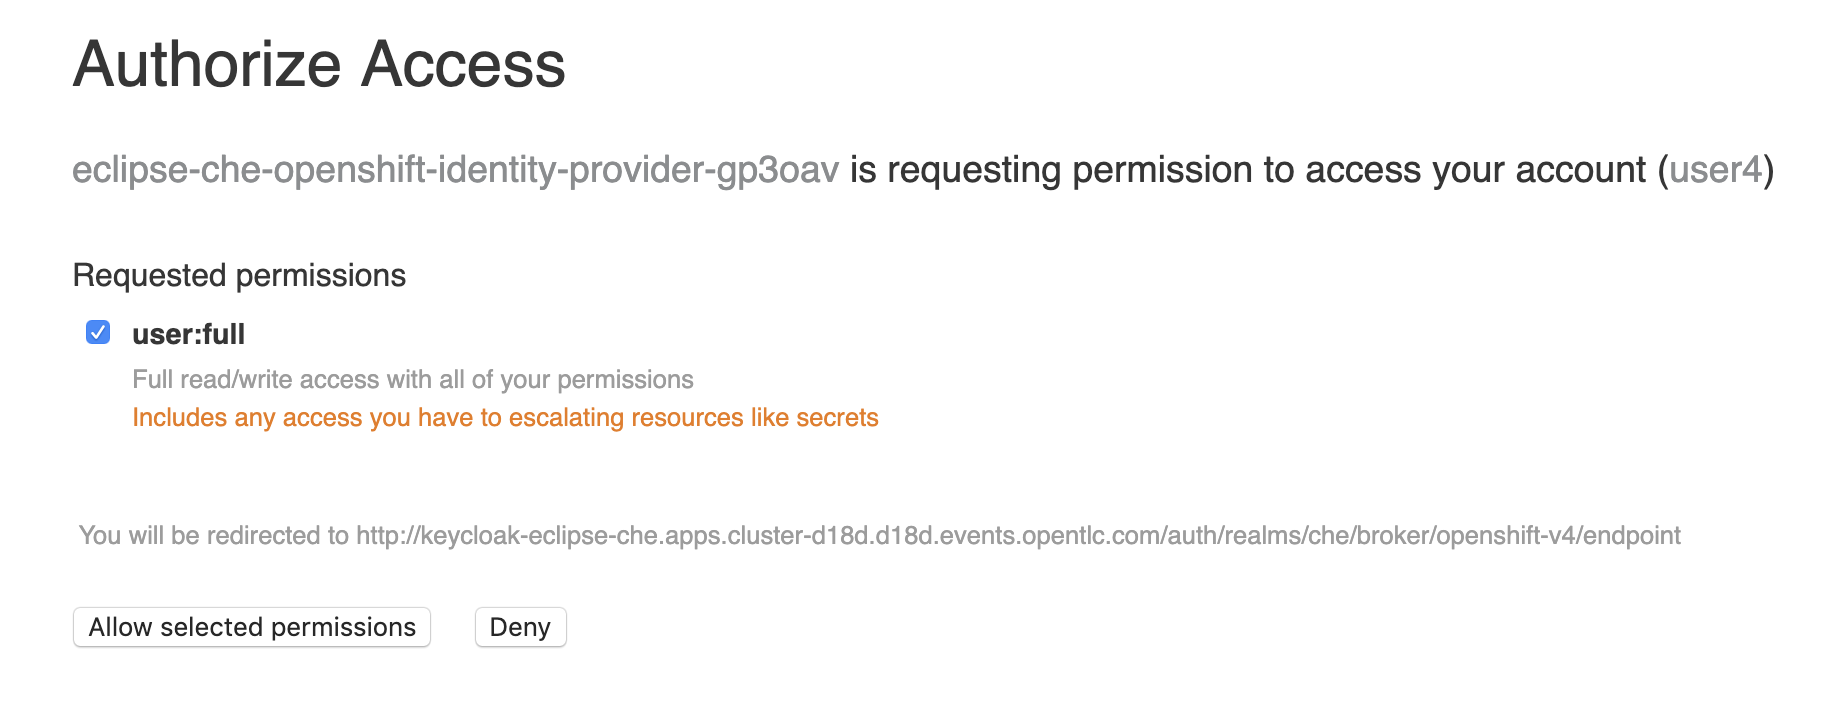 Authorize Access
eclipse-che-openshift-identity-provider-gp3oav is requesting permission to access your account (user4)
Requested permissions
user:full
Full read/write access with all of your permissions
Includes any access you have to escalating resources like secrets
You will be redirected to http://keycloak-eclipse-che.apps.cluster-d18d.d18d.events.opentlc.com/auth/realms/che/broker/openshift-v4/endpoint
Allow selected permissions Deny